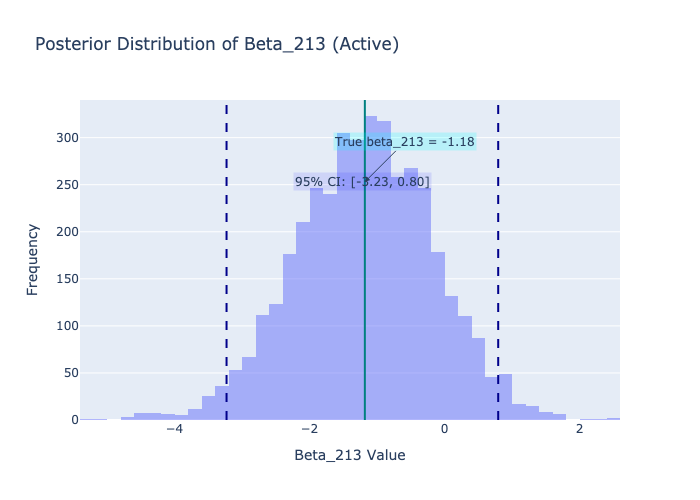 Posterior Distribution of Beta_213 (Active)
True beta_213 = -1.18
95% CI: [-3.23, 0.80]
300
250
200
150
100
50
0
Frequency
−4
−2
0
2
Beta_213 Value